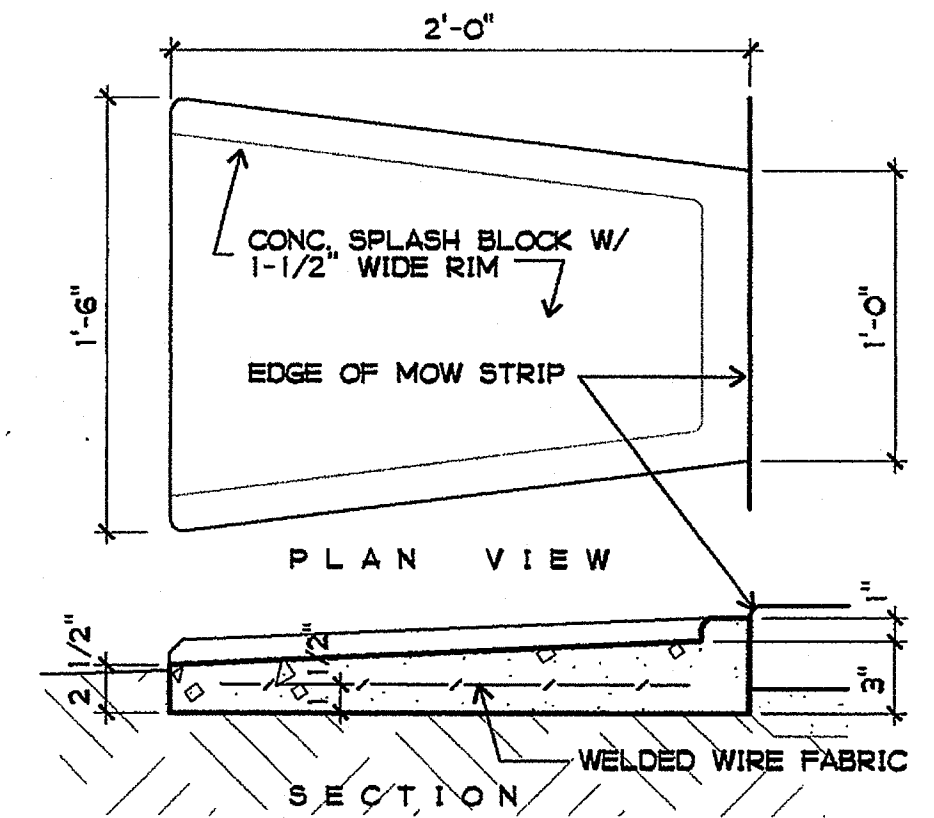 2'-0"
CONC. SPLASH BLOCK W/
1-1/2" WIDE RIM
1'-6"
1'-0"
EDGE OF MOW STRIP
PLAN VIEW
1"
2 1/2"
1 1/2"
3"
WELDED WIRE FABRIC
SECTION